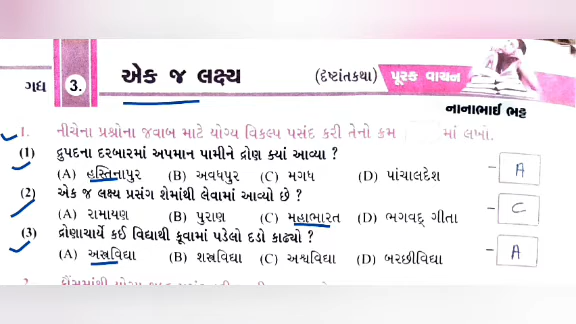 ગદ્ય 3. એક જ લક્ષ્ય (દૃષ્ટાંતકથા) પૂરક વાચન
નાનાભાઈ ભટ્ટ
1. નીચેના પ્રશ્નોના જવાબ માટે યોગ્ય વિકલ્પ પસંદ કરી તેનો ક્રમ માં લખો.
(1) દ્રુપદના દરબારમાં અપમાન પામીને દ્રોણ ક્યાં આવ્યા ?
(A) હસ્તિનાપુર (B) અવધપુર (C) મગધ (D) પાંચાલદેશ – A
(2) એક જ લક્ષ્ય પ્રસંગ શેમાંથી લેવામાં આવ્યો છે ?
(A) રામાયણ (B) પુરાણ (C) મહાભારત (D) ભગવદ્ ગીતા – C
(3) દ્રોણાચાર્યે કઈ વિદ્યાથી કૂવામાં પડેલો દડો કાઢ્યો ?
(A) અસ્ત્રવિદ્યા (B) શસ્ત્રવિદ્યા (C) અશ્વવિદ્યા (D) બરછીવિદ્યા – A